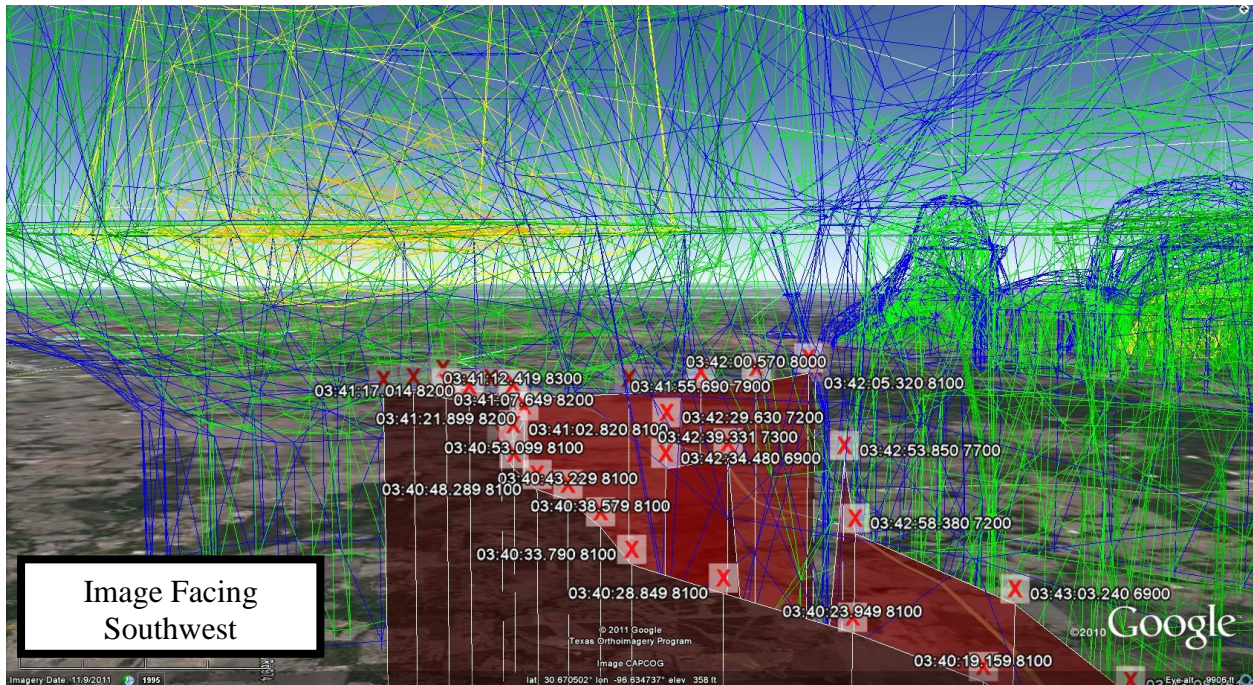 03:42:00.570 8000
03:41:17.014 8200
03:41:12.419 8300
03:41:55.690 7900
03:42:05.320 8100
03:41:07.649 8200
03:41:21.899 8200
03:41:02.820 8100
03:42:29.630 7200
03:42:39.331 7300
03:40:53.099 8100
03:42:34.480 6900
03:42:53.850 7700
03:40:43.229 8100
03:40:48.289 8100
03:40:38.579 8100
03:42:58.380 7200
03:40:33.790 8100
03:40:28.849 8100
03:43:03.240 6900
03:40:23.949 8100
Image Facing
Southwest
© 2011 Google
Texas Orthoimagery Program
Image CAPCOG
©2010 Google
03:40:19.159 8100
Imagery Date: 11/9/2011 1995
lat 30.670502° lon -96.634737° elev 358 ft
Eye alt 9906 ft